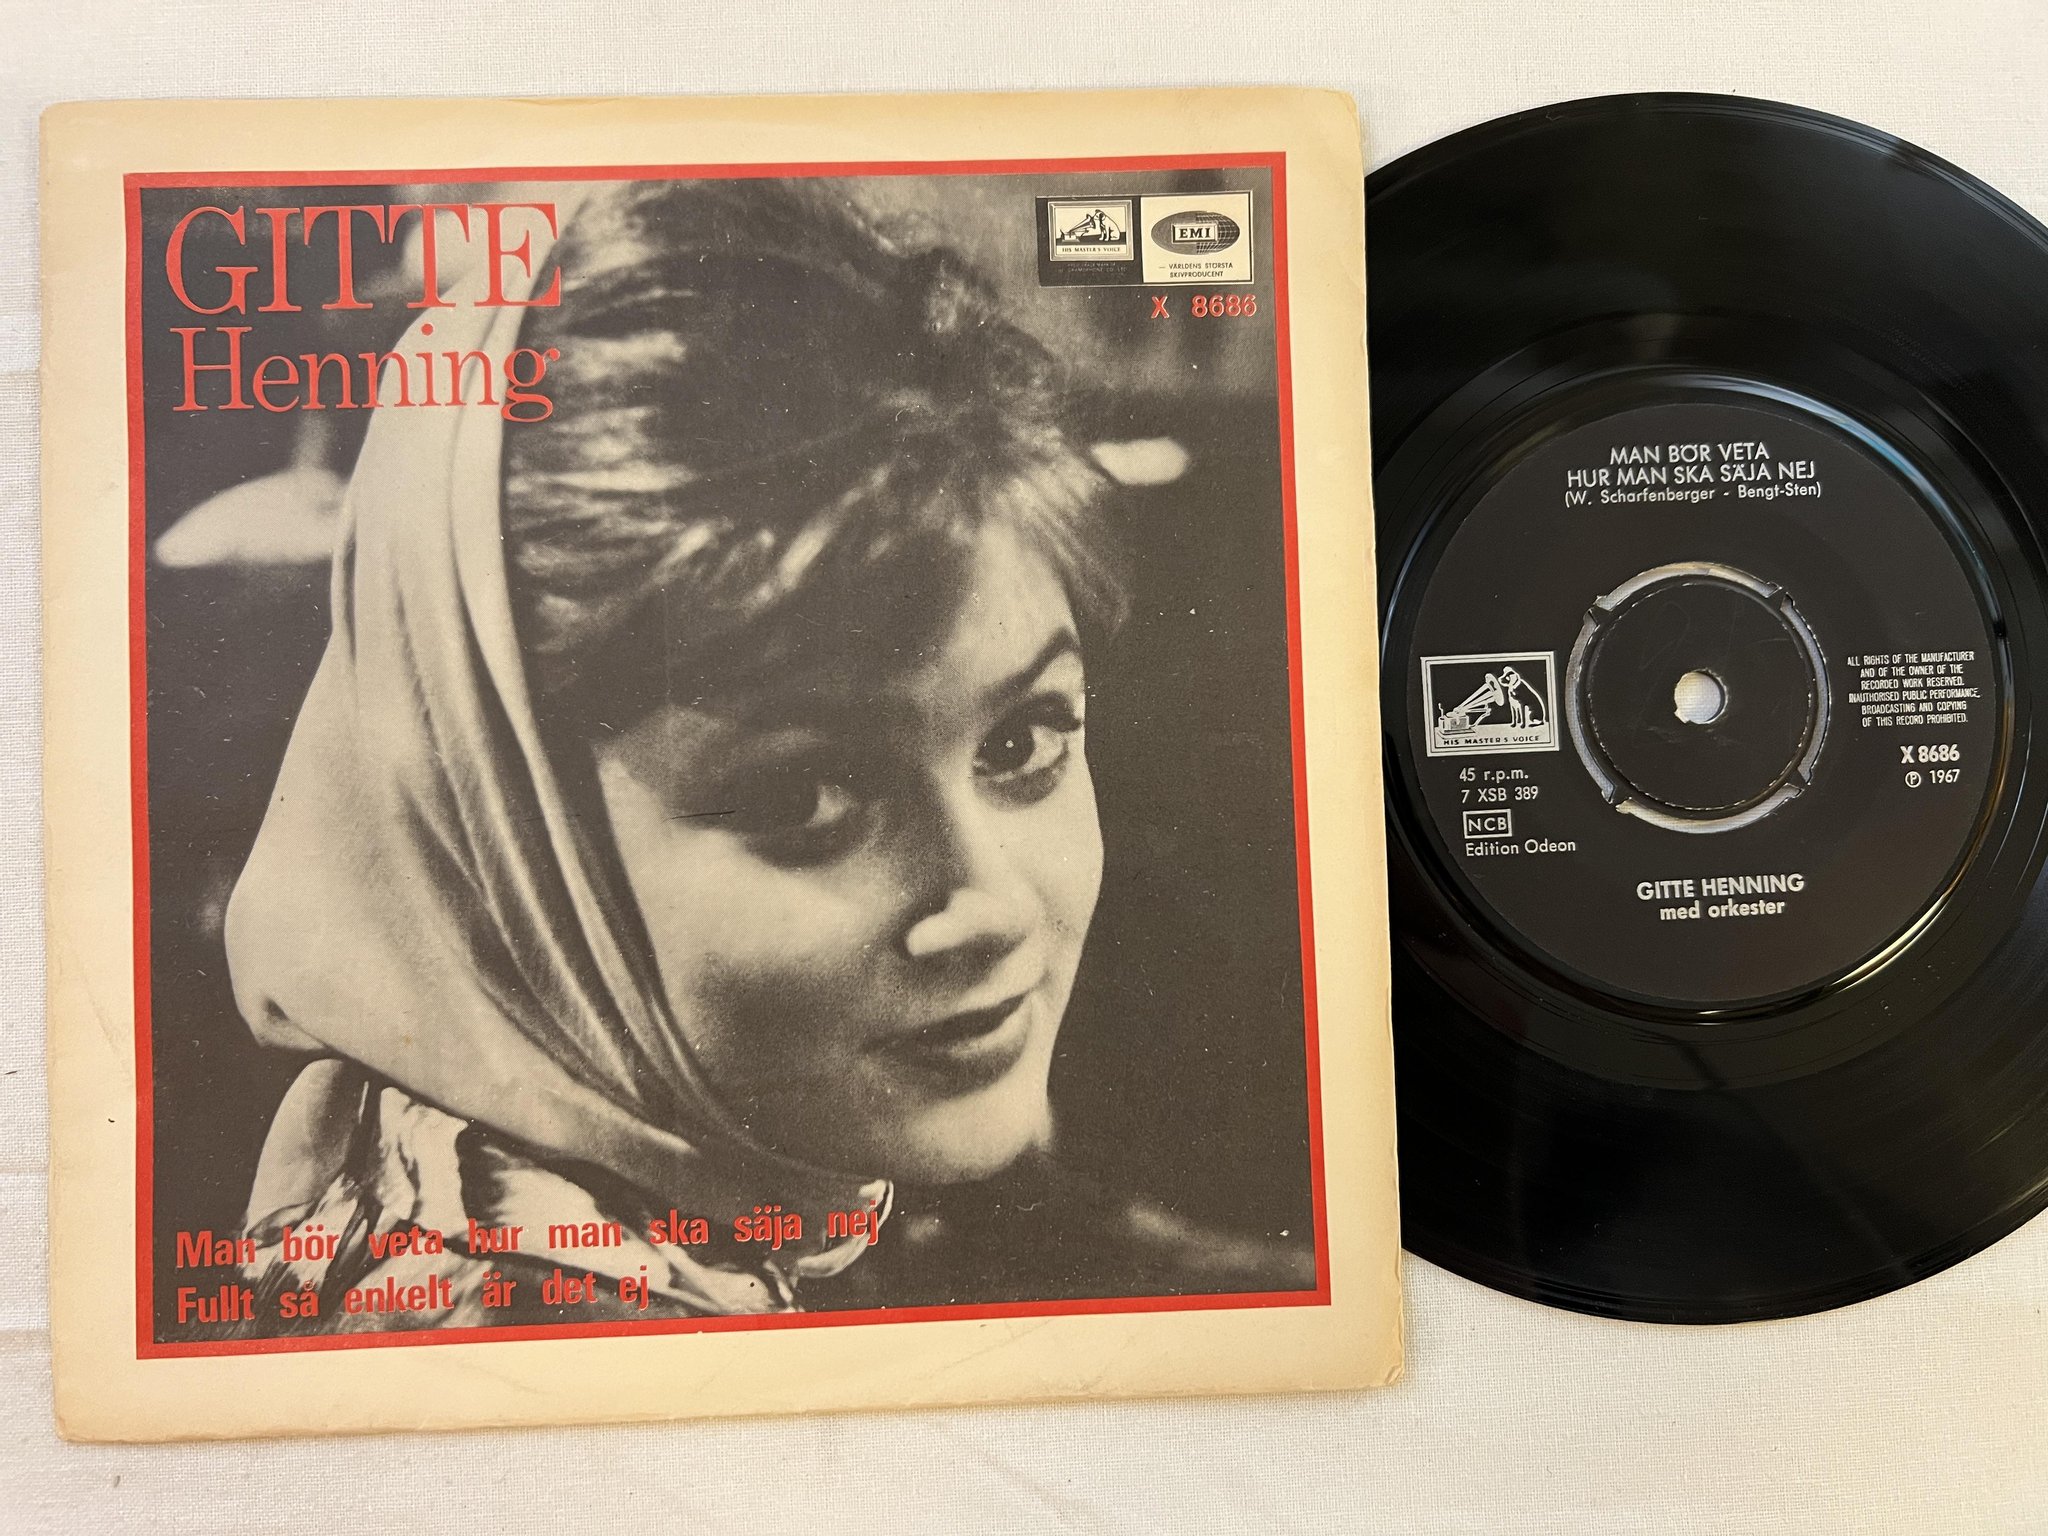 GITTE
Henning
HIS MASTER'S VOICE
EMI
— VÄRLDENS STÖRSTA
SKIVPRODUCENT
X 8686
Man bör veta hur man ska säja nej
Fullt så enkelt är det ej
MAN BÖR VETA
HUR MAN SKA SÄJA NEJ
(W. Scharfenberger - Bengt-Sten)
HIS MASTER'S VOICE
45 r.p.m.
7 XSB 389
NCB
Edition Odeon
ALL RIGHTS OF THE MANUFACTURER
AND OF THE OWNER OF THE
RECORDED WORK RESERVED.
UNAUTHORISED PUBLIC PERFORMANCE,
BROADCASTING AND COPYING
OF THIS RECORD PROHIBITED.
X 8686
℗ 1967
GITTE HENNING
med orkester